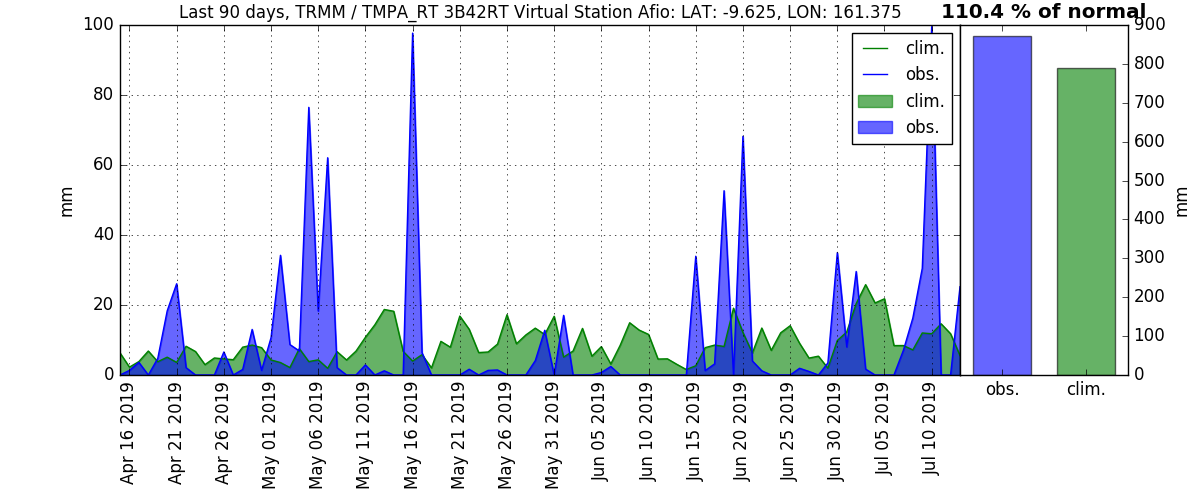 Last 90 days, TRMM / TMPA_RT 3B42RT Virtual Station Afio: LAT: -9.625, LON: 161.375
110.4 % of normal
100
80
60
40
20
0
mm
clim.
obs.
clim.
obs.
900
800
700
600
500
400
300
200
100
0
mm
Apr 16 2019
Apr 21 2019
Apr 26 2019
May 01 2019
May 06 2019
May 11 2019
May 16 2019
May 21 2019
May 26 2019
May 31 2019
Jun 05 2019
Jun 10 2019
Jun 15 2019
Jun 20 2019
Jun 25 2019
Jun 30 2019
Jul 05 2019
Jul 10 2019
obs.
clim.